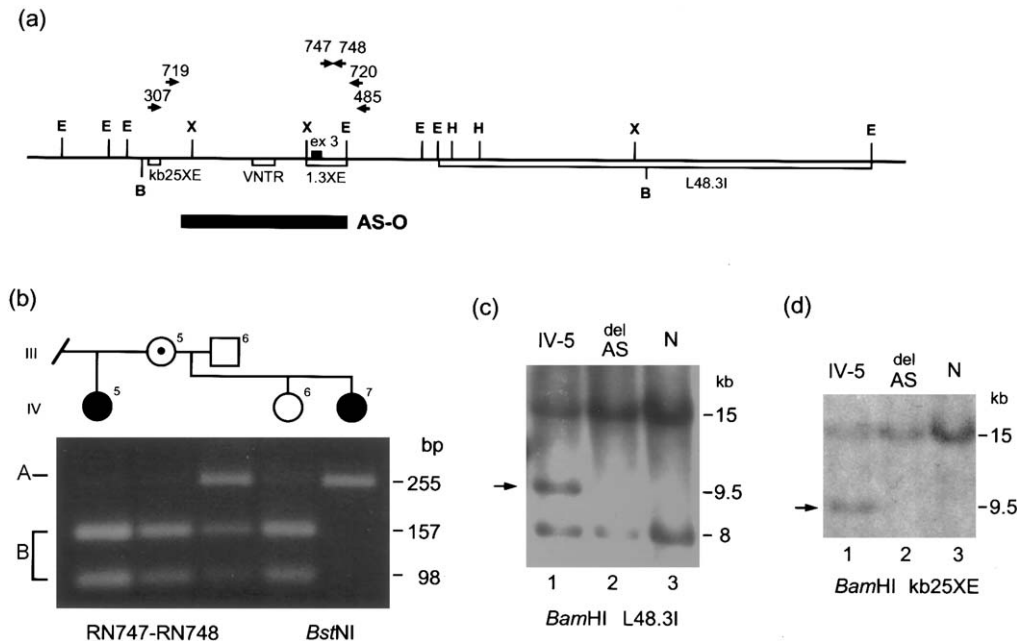 (a)
747 748
719 720
307 485
E E E X X E E E H H X E
ex 3
kb25XE VNTR 1.3XE L48.3I
B B
AS-O
(b)
III 5 6
IV 5 6 7
bp
A 255
B 157
98
RN747-RN748 BstNI
(c)
IV-5 del AS N
kb
15
9.5
8
1 2 3
BamHI L48.3I
(d)
IV-5 del AS N
kb
15
9.5
1 2 3
BamHI kb25XE